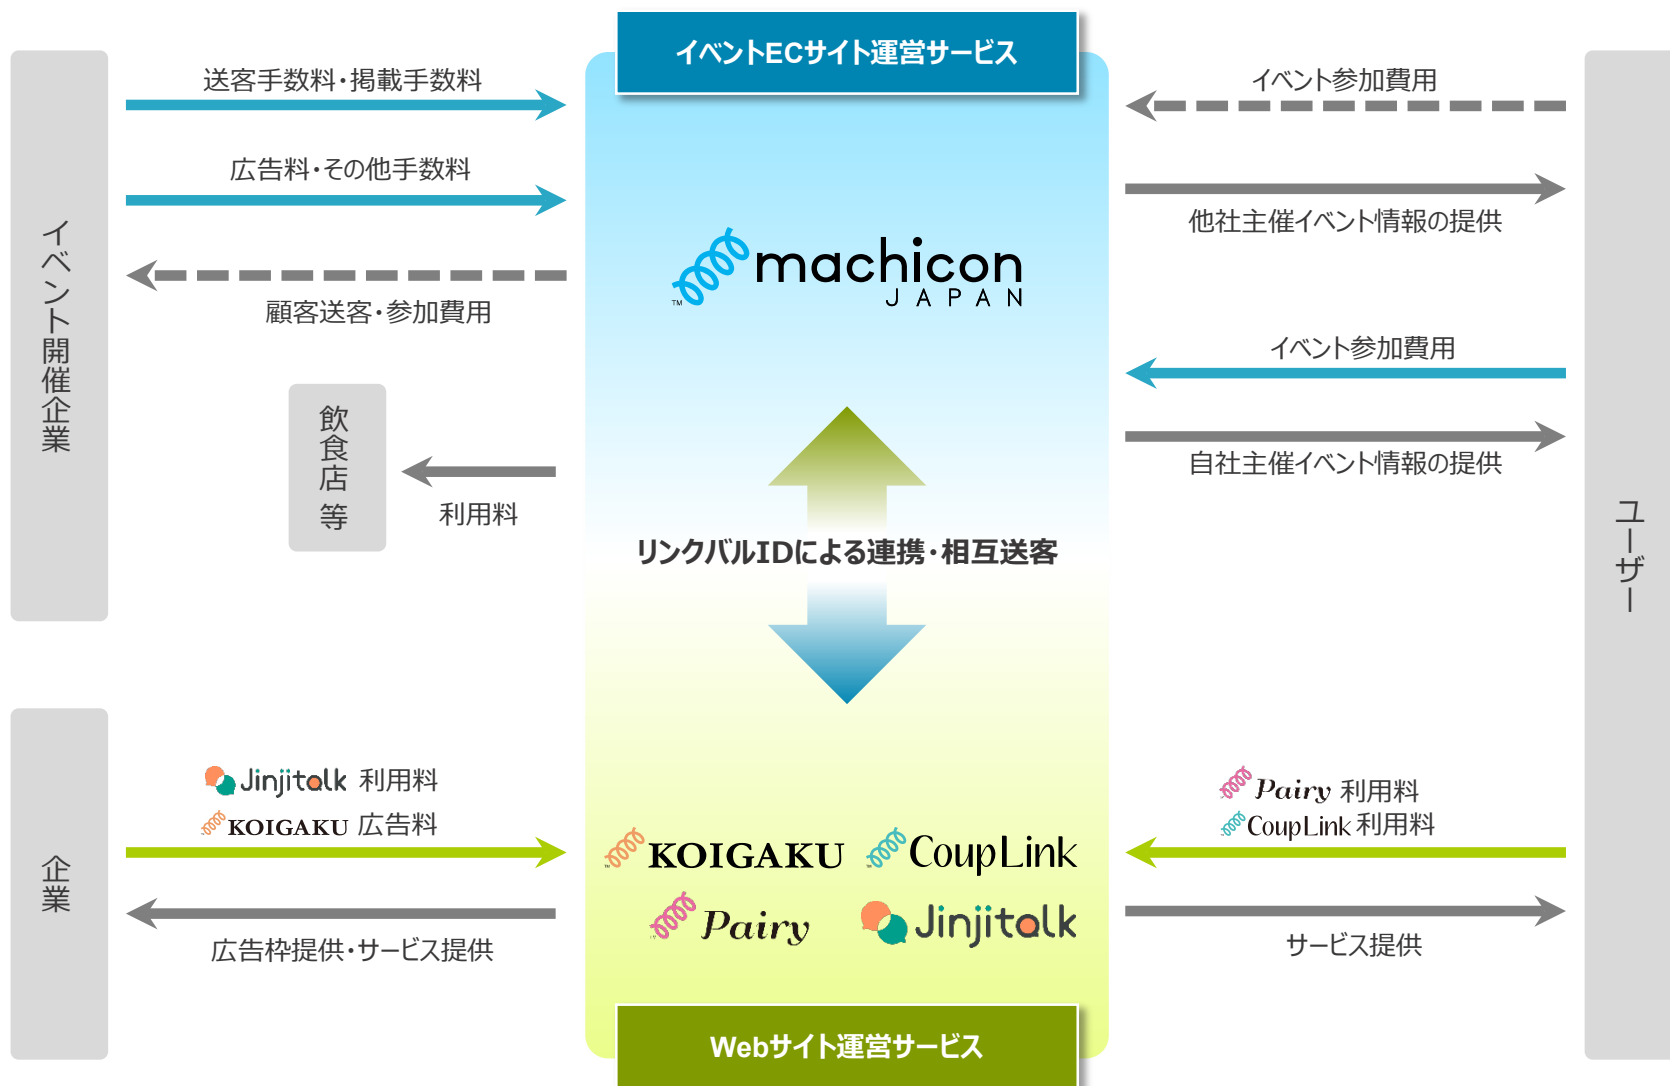 イベントECサイト運営サービス
送客手数料・掲載手数料
広告料・その他手数料
顧客送客・参加費用
イベント開催企業
飲食店 等
利用料
machicon
JAPAN
TM
イベント参加費用
他社主催イベント情報の提供
イベント参加費用
自社主催イベント情報の提供
ユーザー
リンクバルIDによる連携・相互送客
企業
Jinjitalk 利用料
KOIGAKU 広告料
広告枠提供・サービス提供
KOIGAKU
CoupLink
Pairy
Jinjitalk
Pairy 利用料
CoupLink 利用料
サービス提供
Webサイト運営サービス